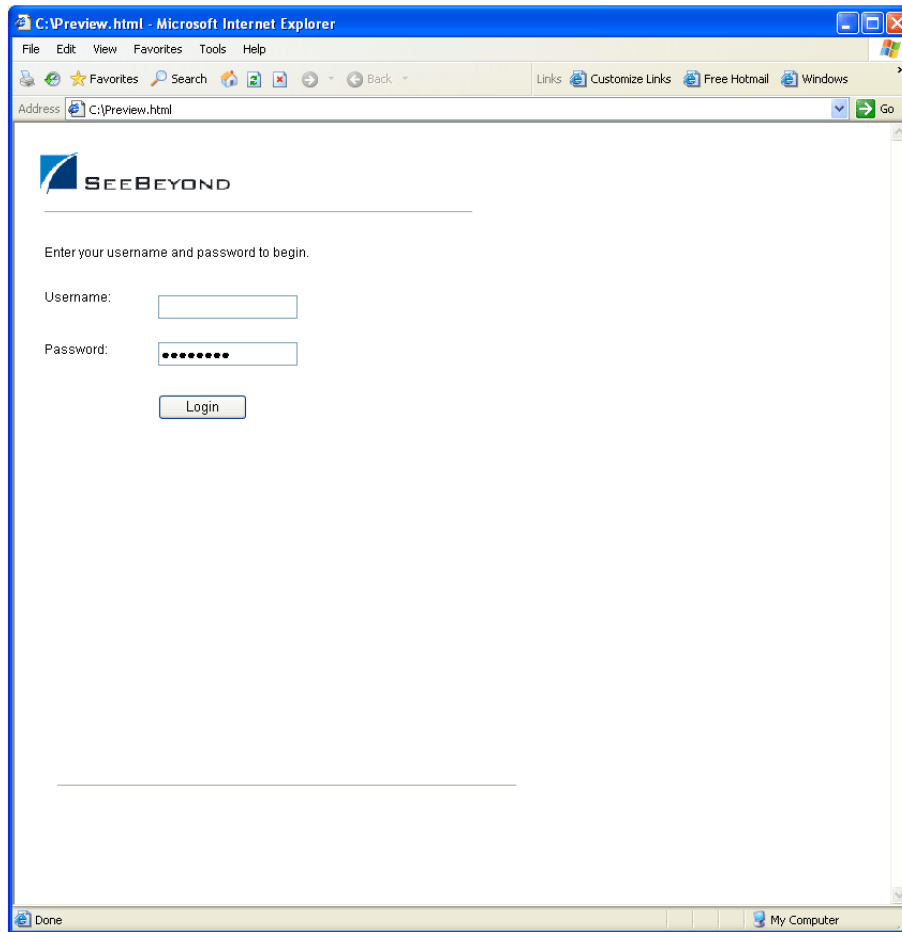 C:\Preview.html - Microsoft Internet Explorer
File Edit View Favorites Tools Help
Favorites Search Back Links Customize Links Free Hotmail Windows »
Address C:\Preview.html Go
SEEBEYOND
Enter your username and password to begin.
Username:
Password: ••••••••
Login
Done My Computer